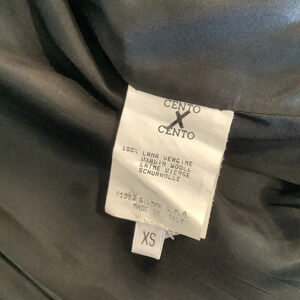 CENTO
X
CENTO
100% LANA VERGINE
VIRGIN WOOL
LAINE VIERGE
SCHURWOLLE
S.P.A.
MADE IN ITALY
XS